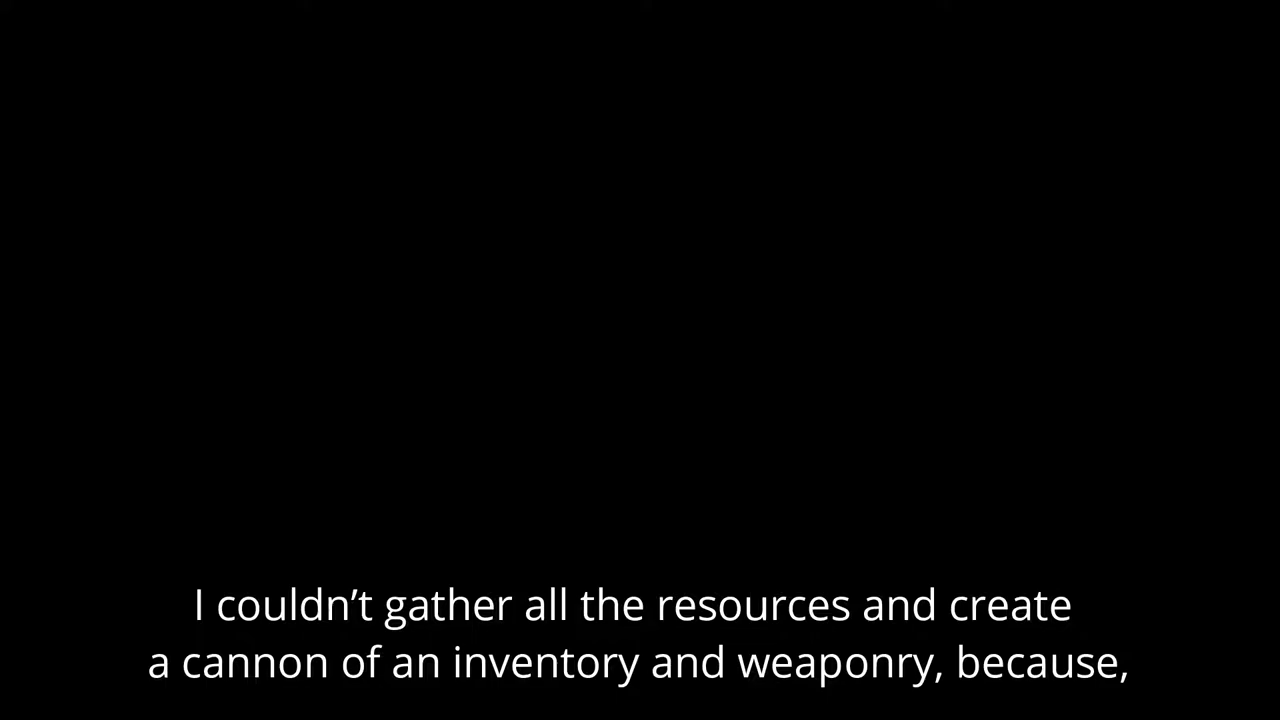 I couldn’t gather all the resources and create
a cannon of an inventory and weaponry, because,